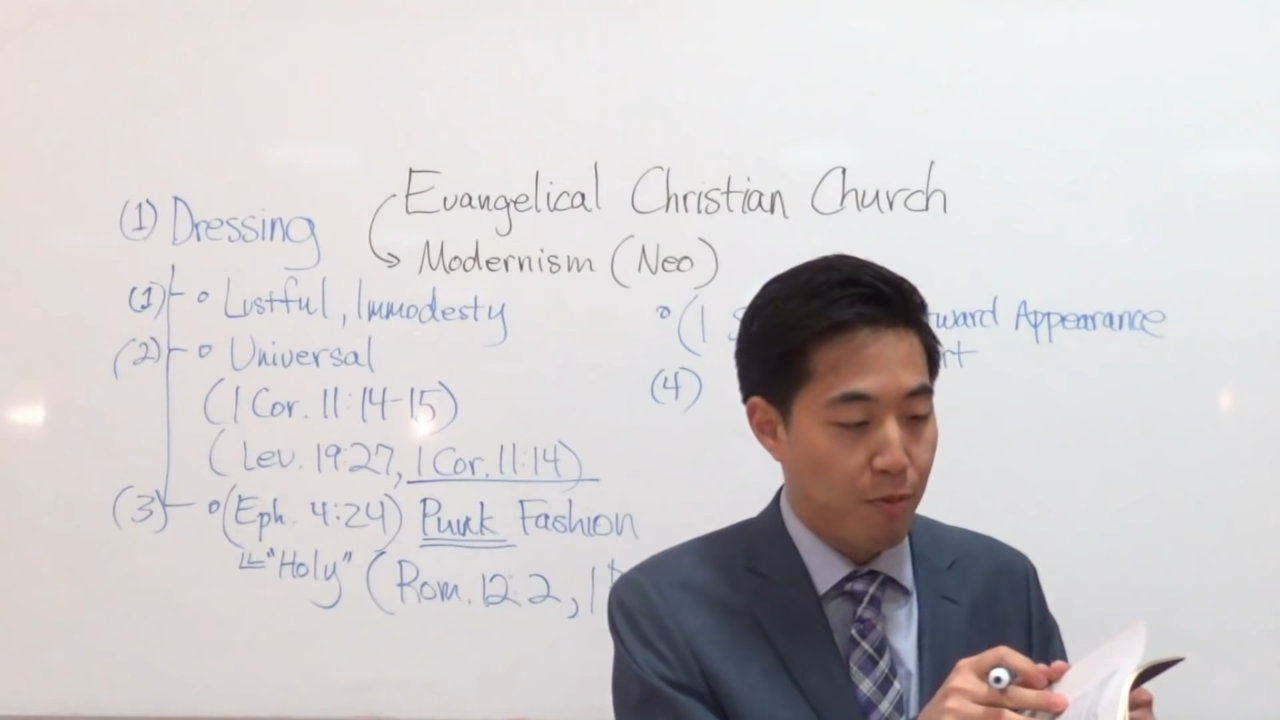 Evangelical Christian Church
Modernism (Neo)
(1) Dressing
(1) Lustful, Immodesty
(2) Universal
(1 Cor. 11:14-15)
(Lev. 19:27, 1 Cor. 11:14)
(3) (Eph. 4:24) Punk Fashion
"Holy" (Rom. 12:2, 1
(1 S ward Appearance
rt
(4)